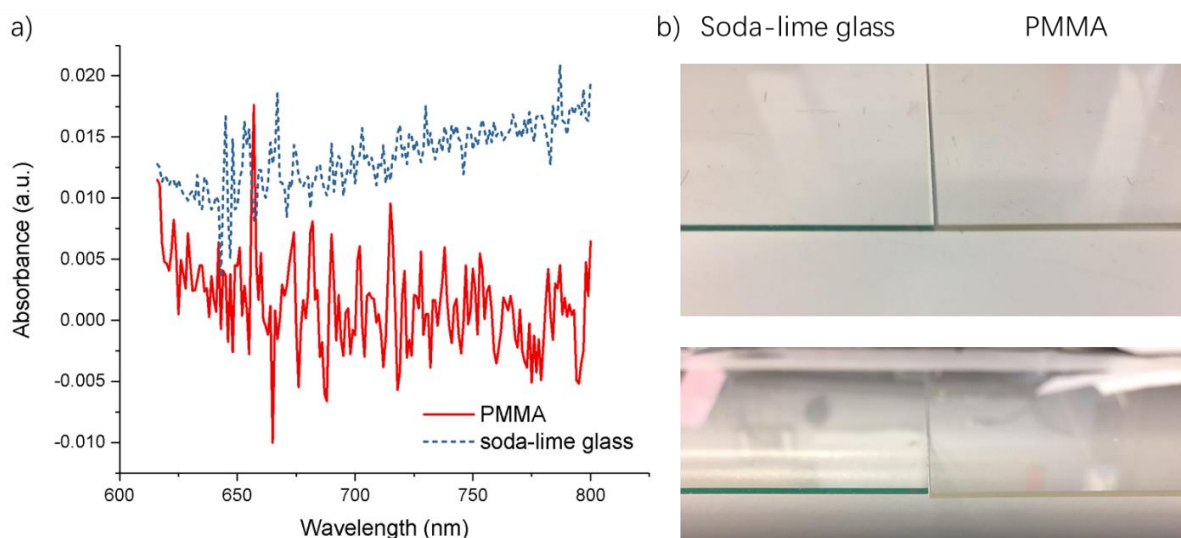 a)
0.020
0.015
0.010
0.005
0.000
-0.005
-0.010
Absorbance (a.u.)
PMMA
soda-lime glass
600 650 700 750 800
Wavelength (nm)
b) Soda-lime glass PMMA